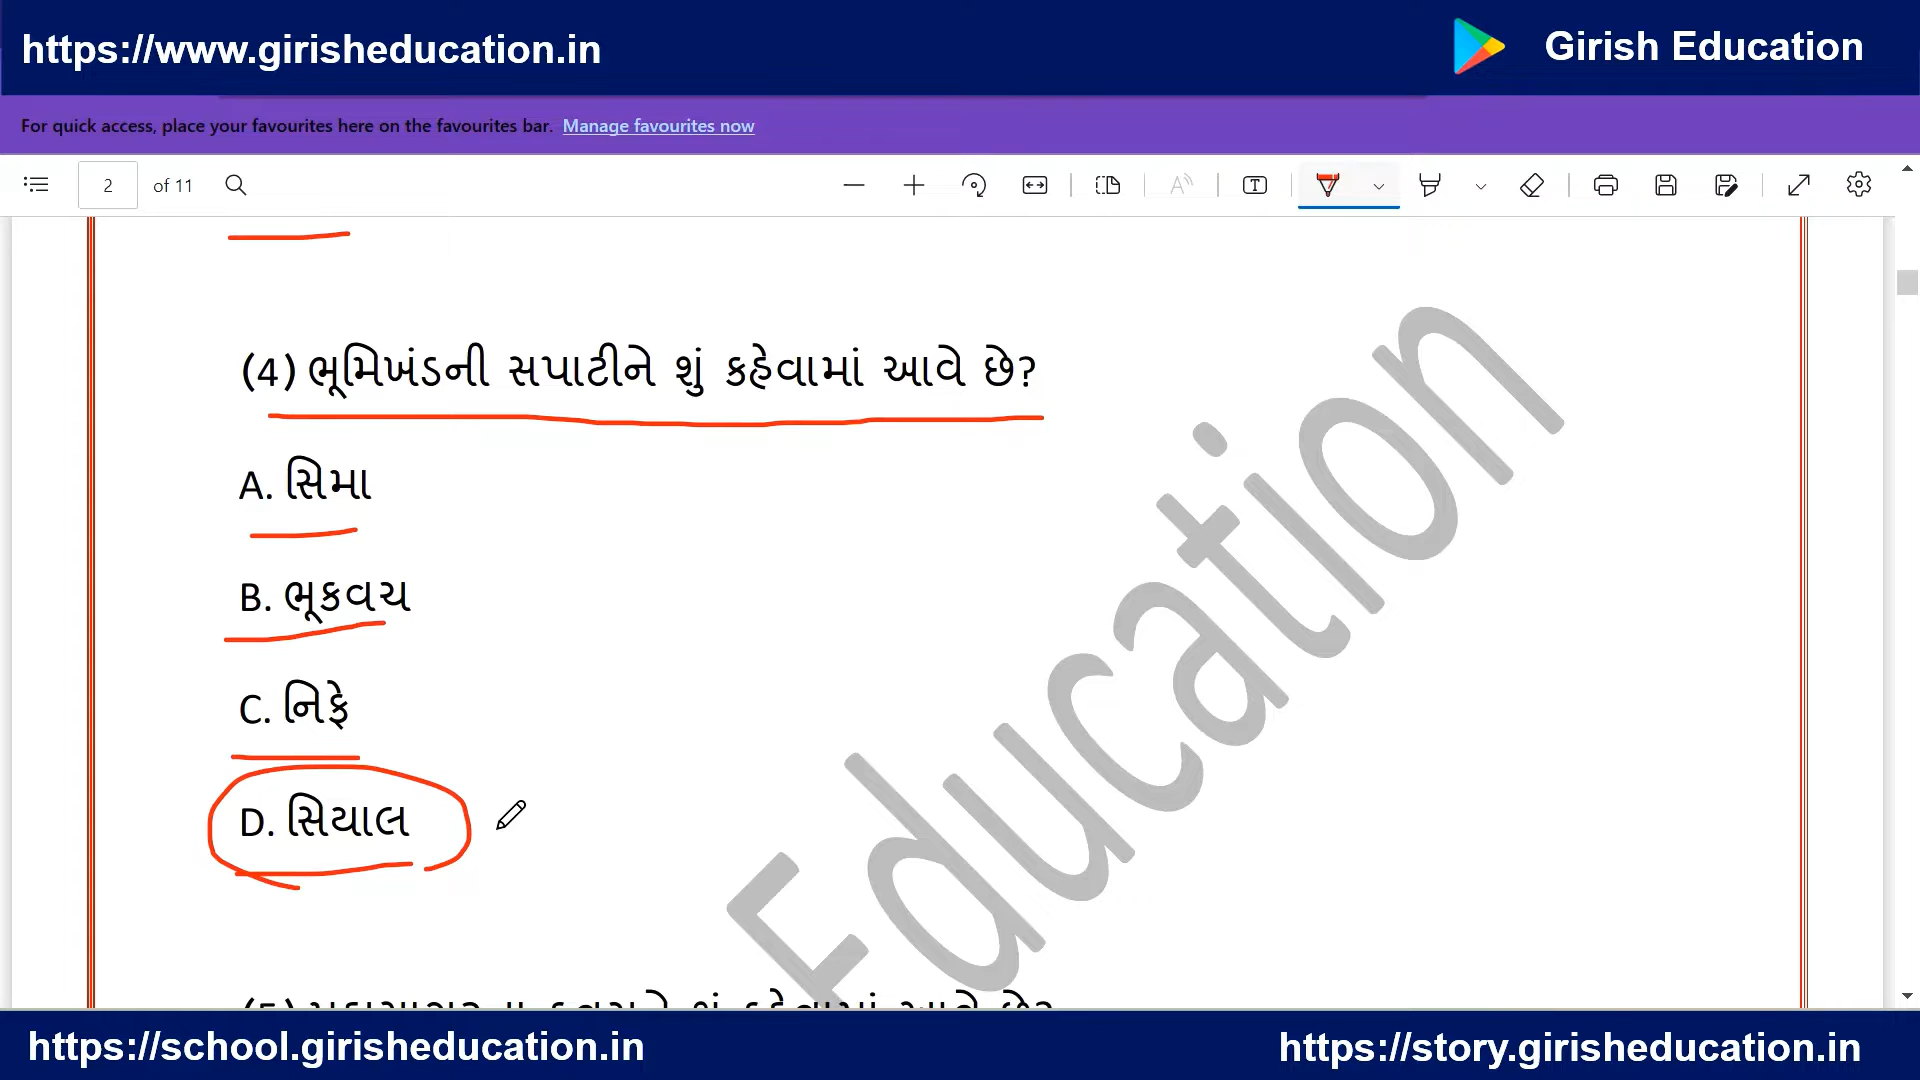 https://www.girisheducation.in
Girish Education
For quick access, place your favourites here on the favourites bar. Manage favourites now
2 of 11
(4) ભૂમિખંડની સપાટીને શું કહેવામાં આવે છે?
A. સિમા
B. ભૂકવચ
C. નિફે
D. સિયાલ
Education
શું કહેવામાં આવે છે?
https://school.girisheducation.in
https://story.girisheducation.in